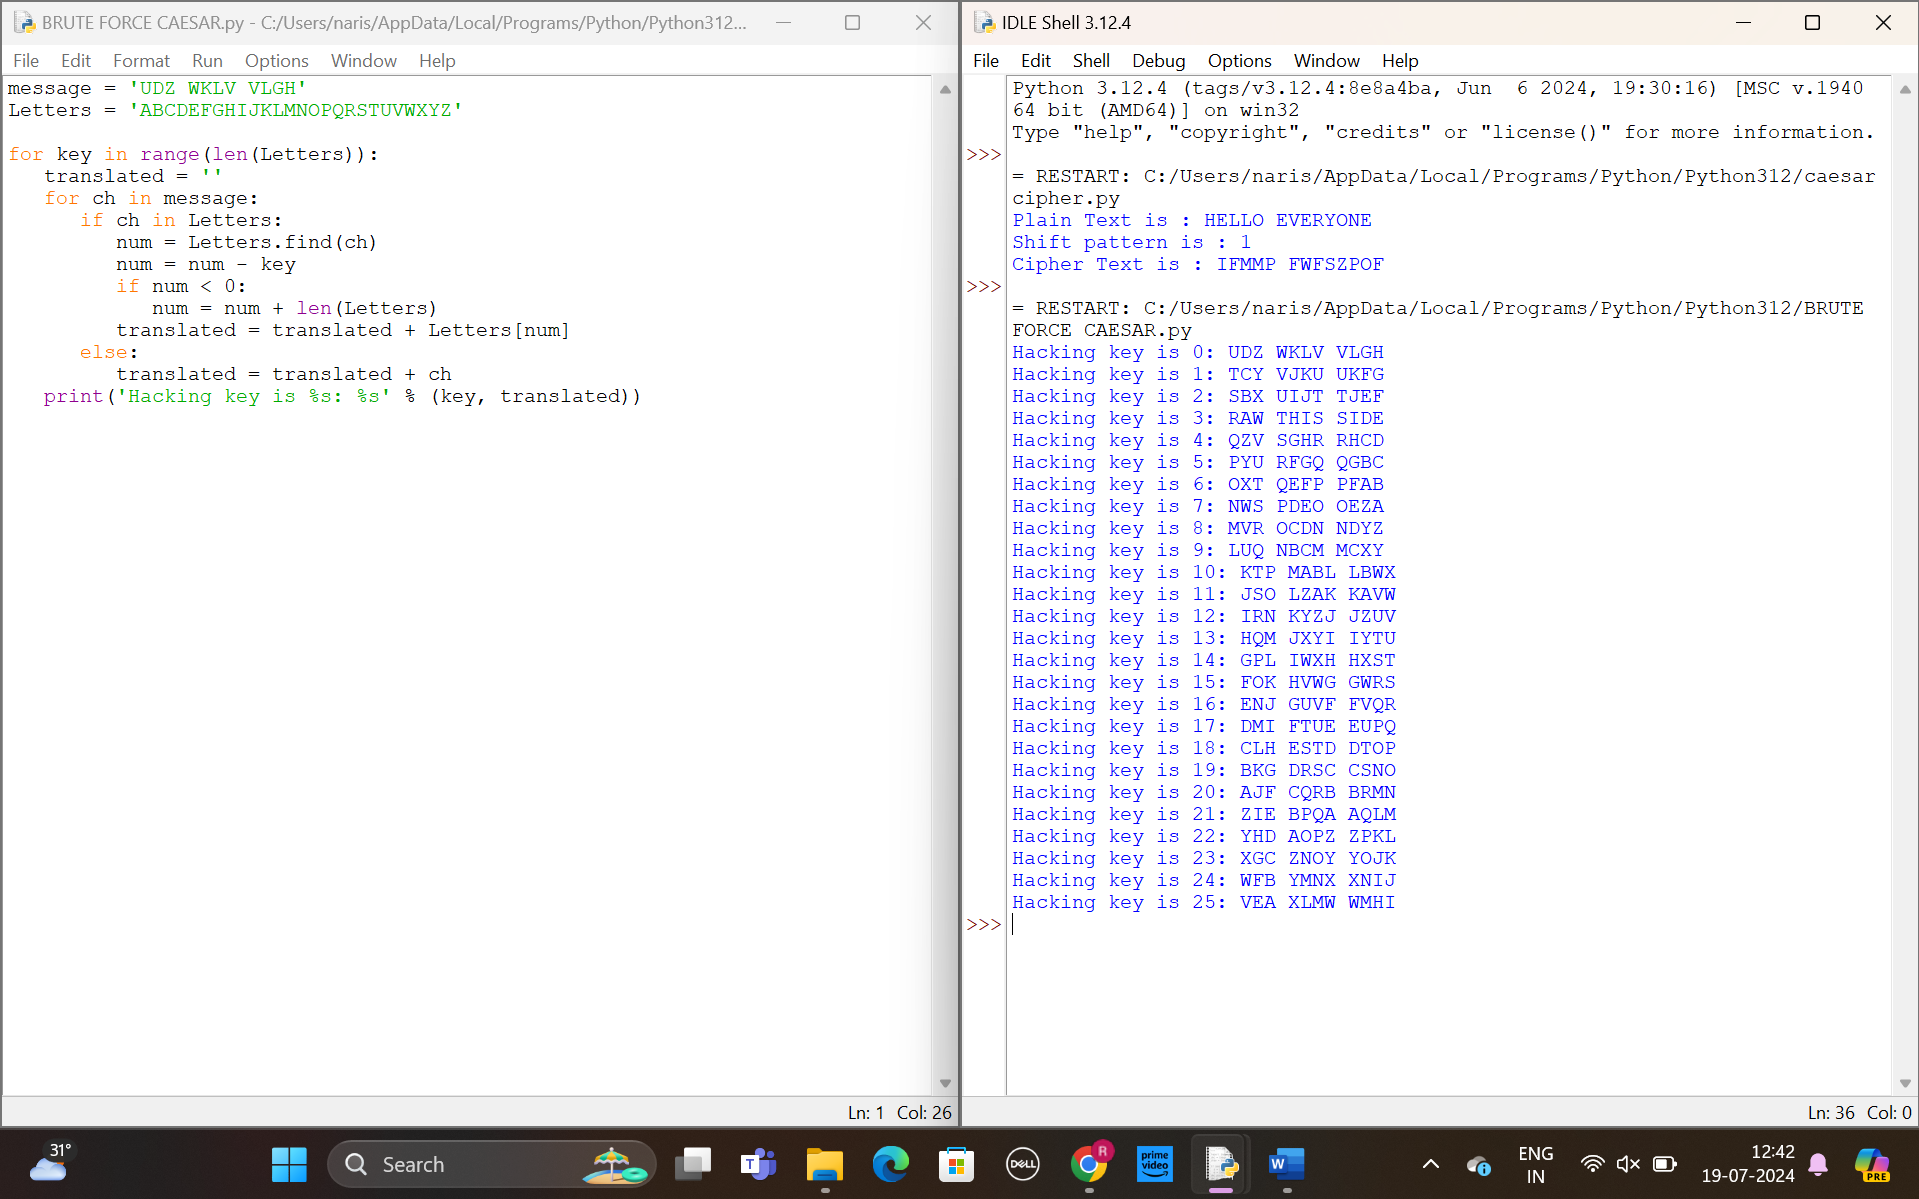 BRUTE FORCE CAESAR.py - C:/Users/naris/AppData/Local/Programs/Python/Python312...
File Edit Format Run Options Window Help
message = 'UDZ WKLV VLGH'
Letters = 'ABCDEFGHIJKLMNOPQRSTUVWXYZ'
for key in range(len(Letters)):
   translated = ''
   for ch in message:
      if ch in Letters:
         num = Letters.find(ch)
         num = num - key
         if num < 0:
            num = num + len(Letters)
         translated = translated + Letters[num]
      else:
         translated = translated + ch
   print('Hacking key is %s: %s' % (key, translated))
Ln: 1 Col: 26
IDLE Shell 3.12.4
File Edit Shell Debug Options Window Help
Python 3.12.4 (tags/v3.12.4:8e8a4ba, Jun  6 2024, 19:30:16) [MSC v.1940
64 bit (AMD64)] on win32
Type "help", "copyright", "credits" or "license()" for more information.
>>>
= RESTART: C:/Users/naris/AppData/Local/Programs/Python/Python312/caesar
cipher.py
Plain Text is : HELLO EVERYONE
Shift pattern is : 1
Cipher Text is : IFMMP FWFSZPOF
>>>
= RESTART: C:/Users/naris/AppData/Local/Programs/Python/Python312/BRUTE
FORCE CAESAR.py
Hacking key is 0: UDZ WKLV VLGH
Hacking key is 1: TCY VJKU UKFG
Hacking key is 2: SBX UIJT TJEF
Hacking key is 3: RAW THIS SIDE
Hacking key is 4: QZV SGHR RHCD
Hacking key is 5: PYU RFGQ QGBC
Hacking key is 6: OXT QEFP PFAB
Hacking key is 7: NWS PDEO OEZA
Hacking key is 8: MVR OCDN NDYZ
Hacking key is 9: LUQ NBCM MCXY
Hacking key is 10: KTP MABL LBWX
Hacking key is 11: JSO LZAK KAVW
Hacking key is 12: IRN KYZJ JZUV
Hacking key is 13: HQM JXYI IYTU
Hacking key is 14: GPL IWXH HXST
Hacking key is 15: FOK HVWG GWRS
Hacking key is 16: ENJ GUVF FVQR
Hacking key is 17: DMI FTUE EUPQ
Hacking key is 18: CLH ESTD DTOP
Hacking key is 19: BKG DRSC CSNO
Hacking key is 20: AJF CQRB BRMN
Hacking key is 21: ZIE BPQA AQLM
Hacking key is 22: YHD AOPZ ZPKL
Hacking key is 23: XGC ZNOY YOJK
Hacking key is 24: WFB YMNX XNIJ
Hacking key is 25: VEA XLMW WMHI
>>>
Ln: 36 Col: 0
31°
Search
T
DELL
R
prime video
W
ENG
IN
12:42
19-07-2024
PRE